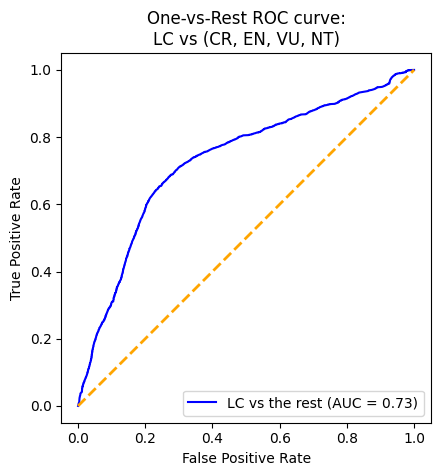 One-vs-Rest ROC curve:
LC vs (CR, EN, VU, NT)
True Positive Rate
1.0
0.8
0.6
0.4
0.2
0.0
0.0 0.2 0.4 0.6 0.8 1.0
False Positive Rate
LC vs the rest (AUC = 0.73)